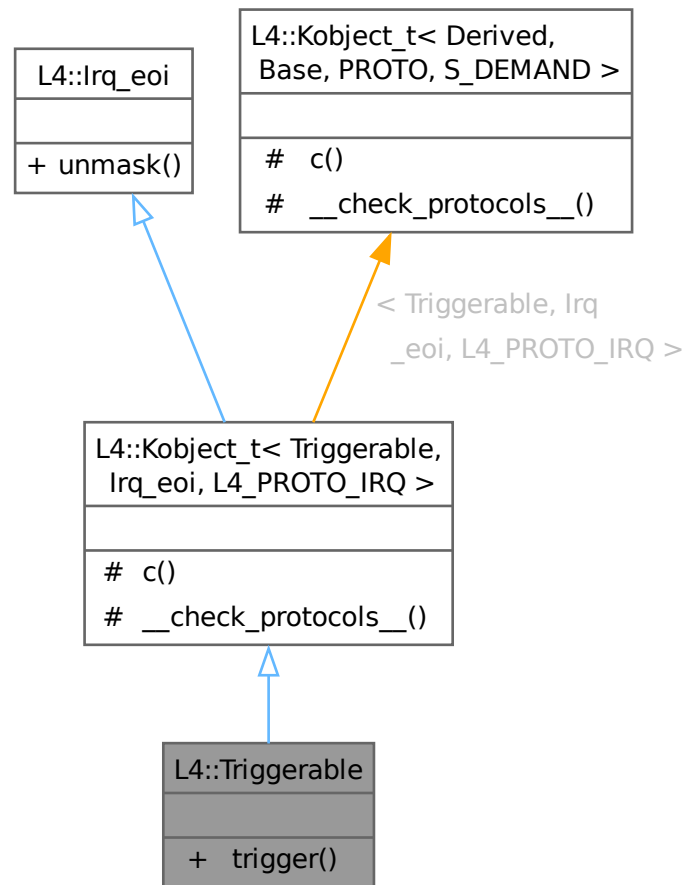 L4::Irq_eoi
+ unmask()
L4::Kobject_t< Derived,
Base, PROTO, S_DEMAND >
# c()
# __check_protocols__()
< Triggerable, Irq
_eoi, L4_PROTO_IRQ >
L4::Kobject_t< Triggerable,
Irq_eoi, L4_PROTO_IRQ >
# c()
# __check_protocols__()
L4::Triggerable
+ trigger()